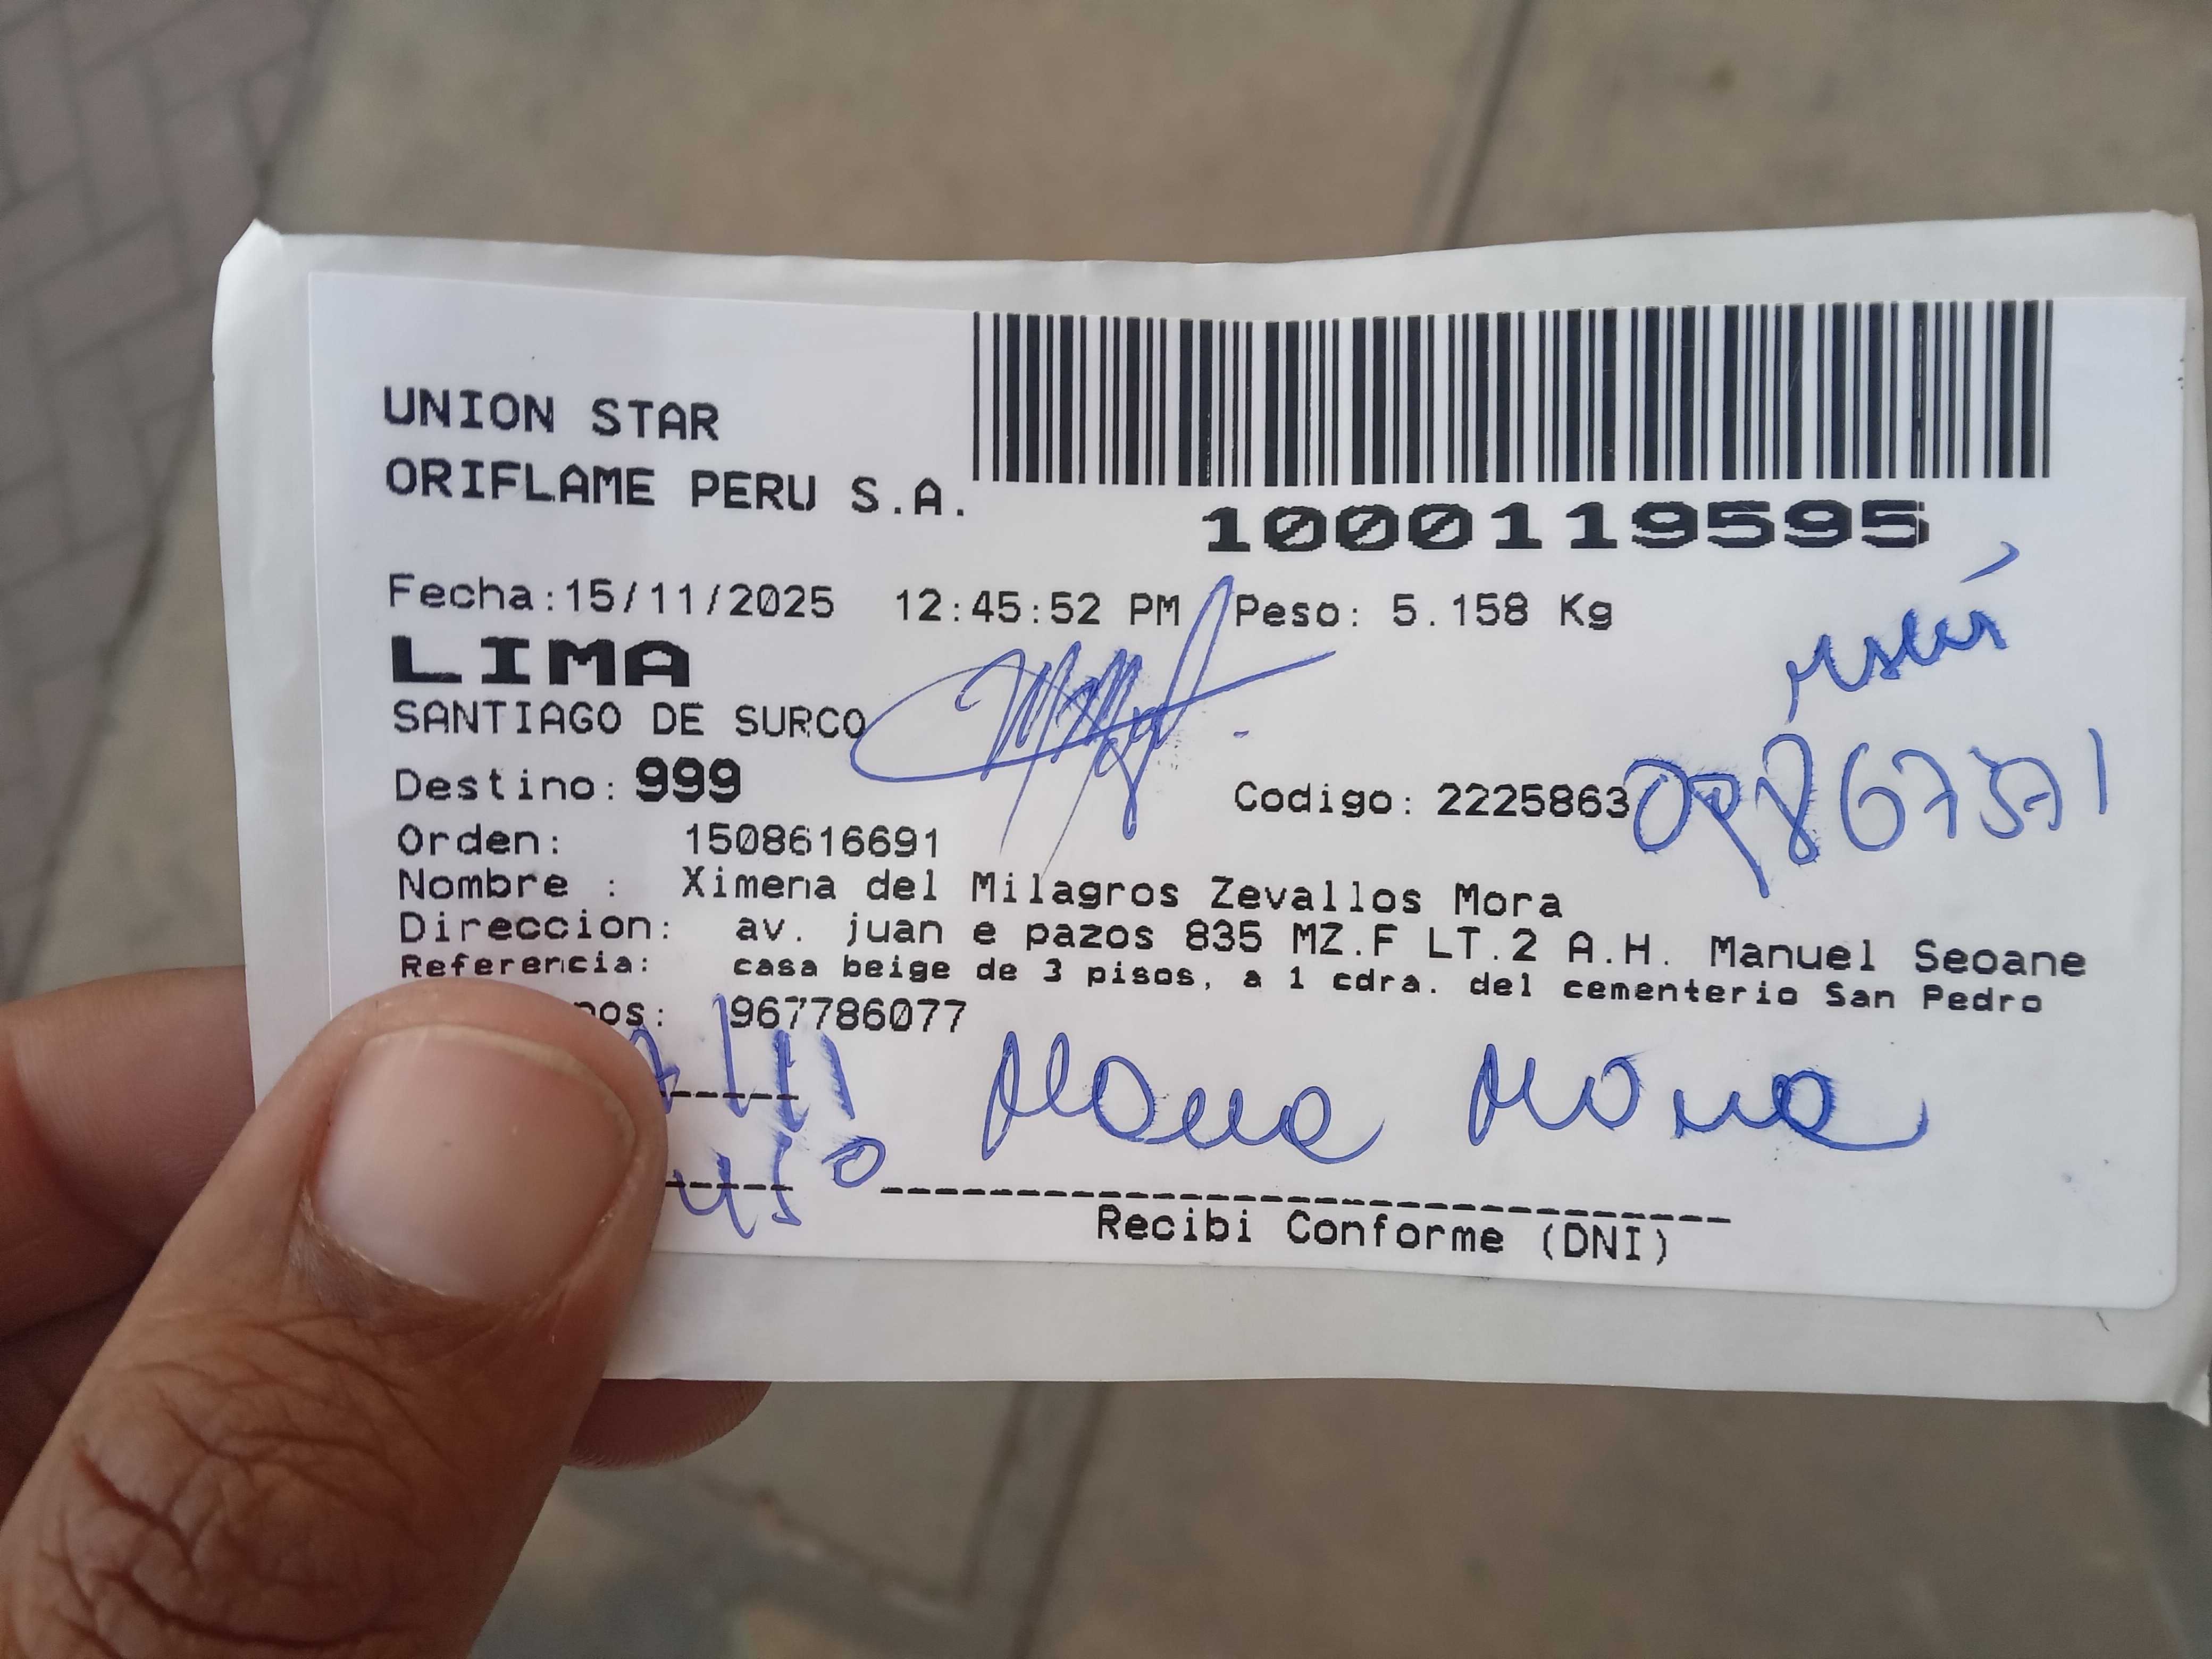 UNION STAR
ORIFLAME PERU S.A.
1000119595
Fecha:15/11/2025 12:45:52 PM Peso: 5.158 Kg
LIMA
SANTIAGO DE SURCO
Destino: 999
Codigo: 2225863
Orden: 1508616691
Nombre : Ximena del Milagros Zevallos Mora
Direccion: av. juan e pazos 835 MZ.F LT.2 A.H. Manuel Seoane
Referencia: casa beige de 3 pisos, a 1 cdra. del cementerio San Pedro
nos: 967786077
Mora
Recibi Conforme (DNI)